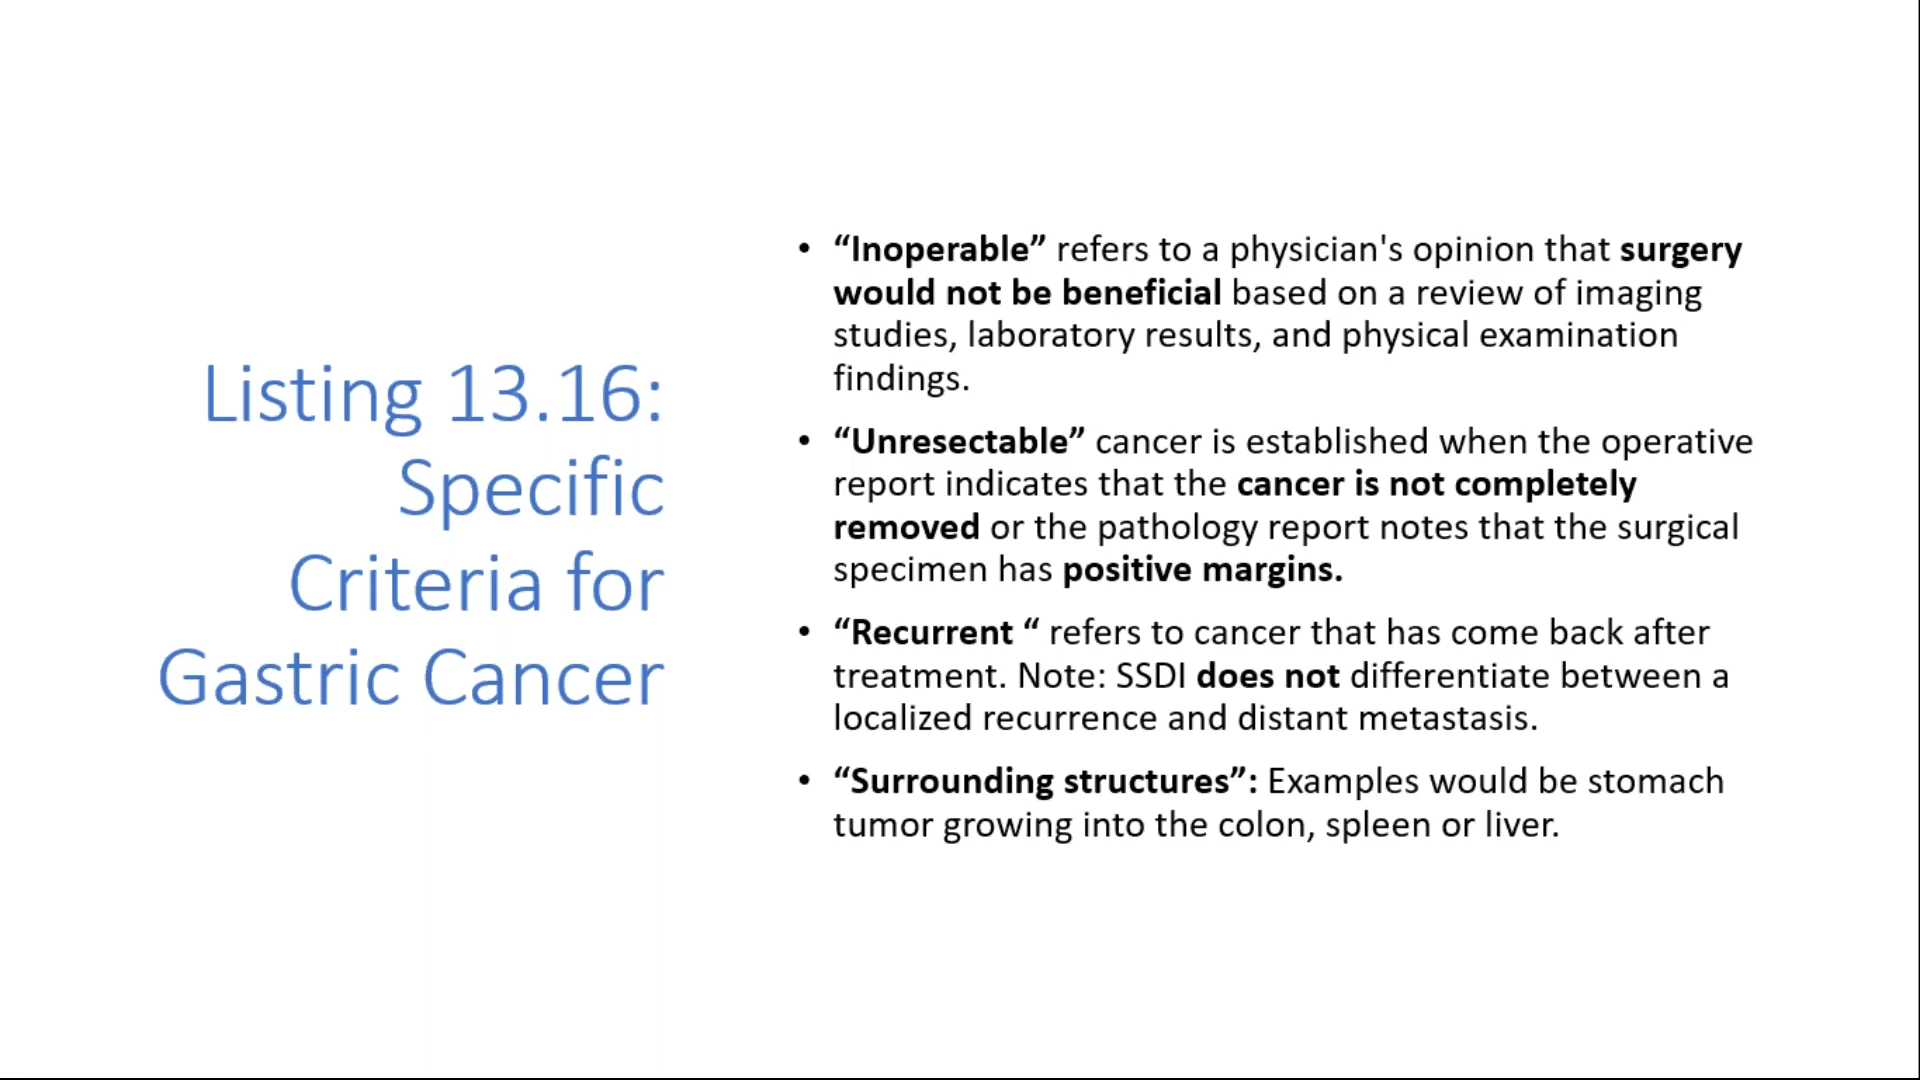 Listing 13.16:
Specific
Criteria for
Gastric Cancer
• “Inoperable” refers to a physician's opinion that surgery
would not be beneficial based on a review of imaging
studies, laboratory results, and physical examination
findings.
• “Unresectable” cancer is established when the operative
report indicates that the cancer is not completely
removed or the pathology report notes that the surgical
specimen has positive margins.
• “Recurrent “ refers to cancer that has come back after
treatment. Note: SSDI does not differentiate between a
localized recurrence and distant metastasis.
• “Surrounding structures”: Examples would be stomach
tumor growing into the colon, spleen or liver.